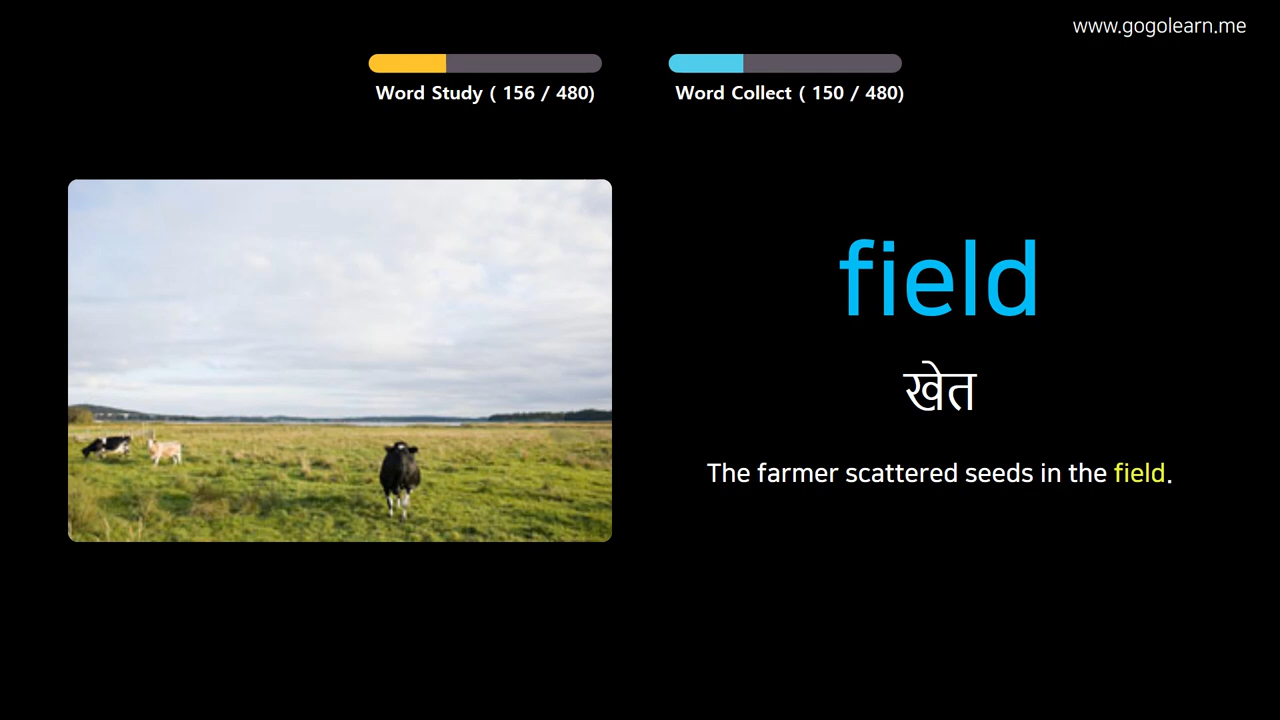 www.gogolearn.me
Word Study ( 156 / 480)
Word Collect ( 150 / 480)
field
खेत
The farmer scattered seeds in the field.